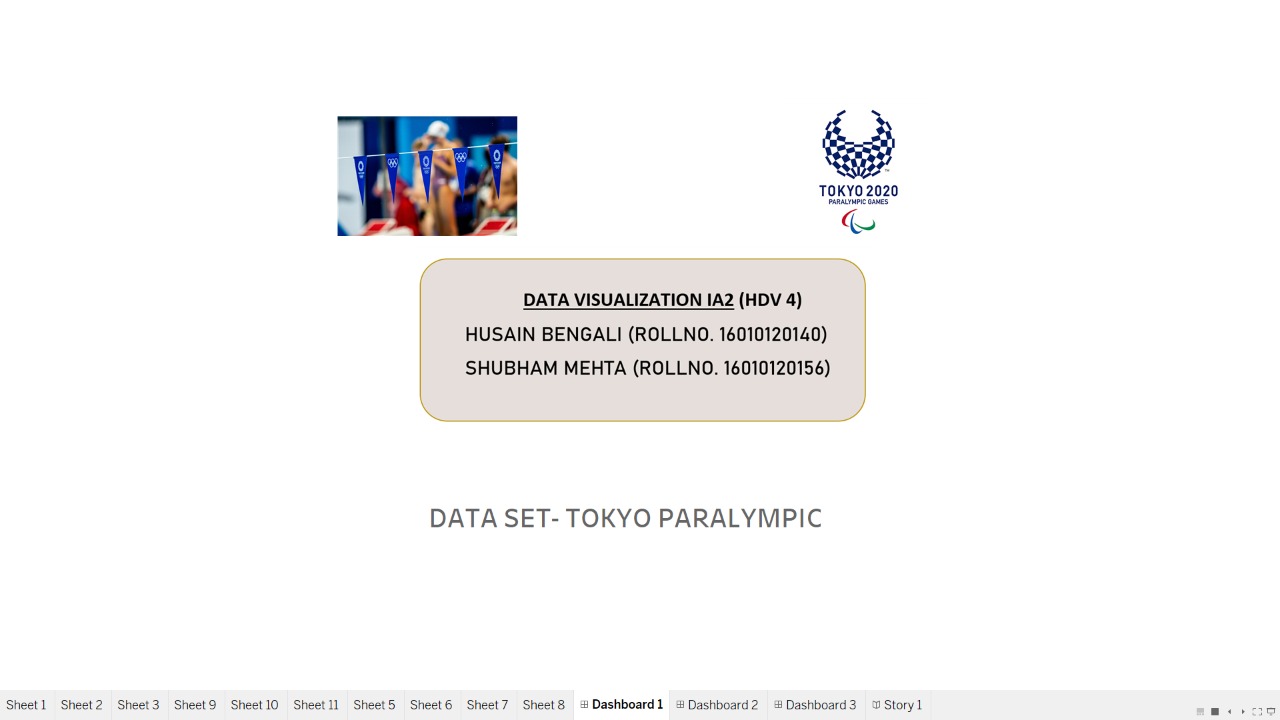 TOKYO 2020
PARALYMPIC GAMES
DATA VISUALIZATION IA2 (HDV 4)
HUSAIN BENGALI (ROLLNO. 16010120140)
SHUBHAM MEHTA (ROLLNO. 16010120156)
DATA SET- TOKYO PARALYMPIC
Sheet 1 Sheet 2 Sheet 3 Sheet 9 Sheet 10 Sheet 11 Sheet 5 Sheet 6 Sheet 7 Sheet 8 Dashboard 1 Dashboard 2 Dashboard 3 Story 1